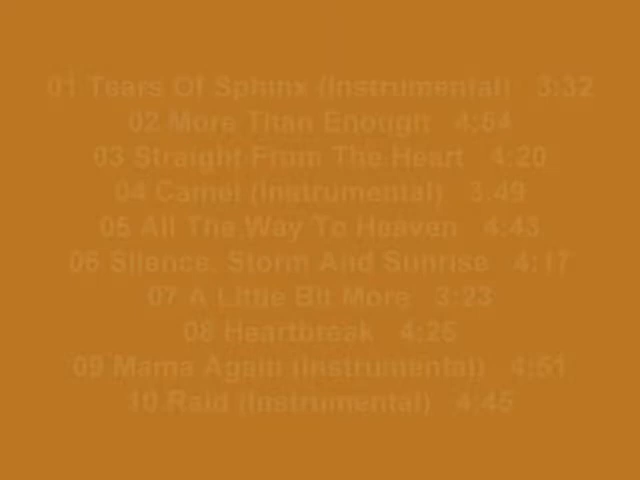 01 Tears Of Sphinx (Instrumental) 3:32
02 More Than Enough 4:54
03 Straight From The Heart 4:20
04 Camel (Instrumental) 3:49
05 All The Way To Heaven 4:43
06 Silence, Storm And Sunrise 4:17
07 A Little Bit More 3:23
08 Heartbreak 4:26
09 Mama Again (Instrumental) 4:51
10 Raid (Instrumental) 4:45